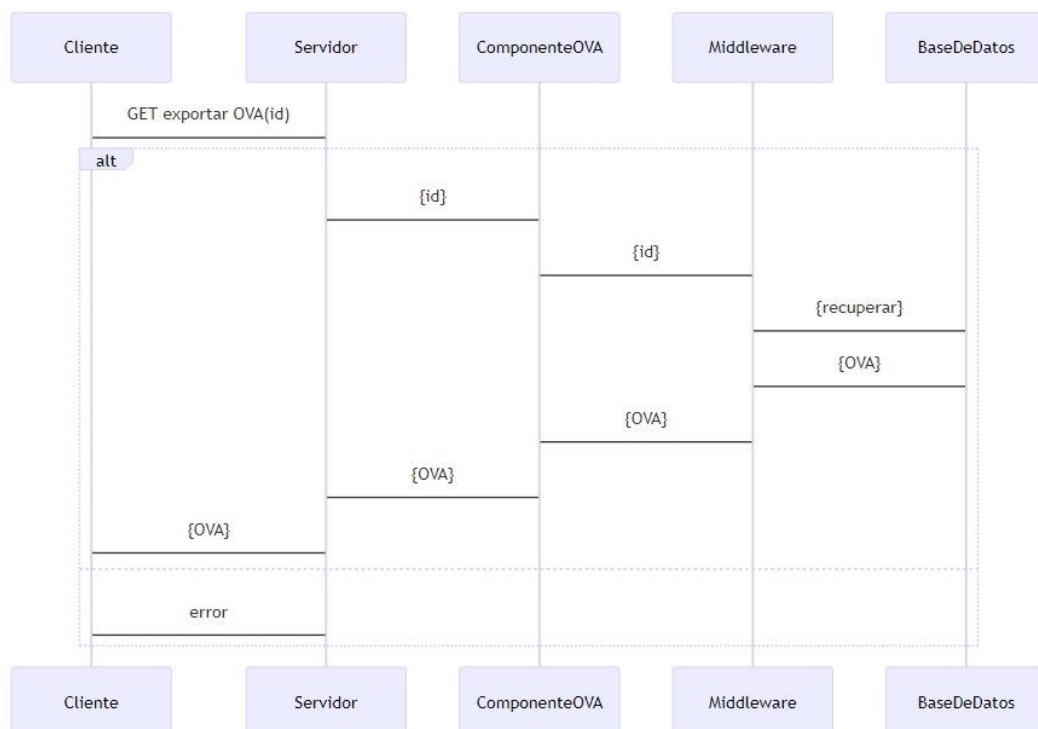 Cliente
Servidor
ComponenteOVA
Middleware
BaseDeDatos
GET exportar OVA(id)
alt
{id}
{id}
{recuperar}
{OVA}
{OVA}
{OVA}
{OVA}
error
Cliente
Servidor
ComponenteOVA
Middleware
BaseDeDatos